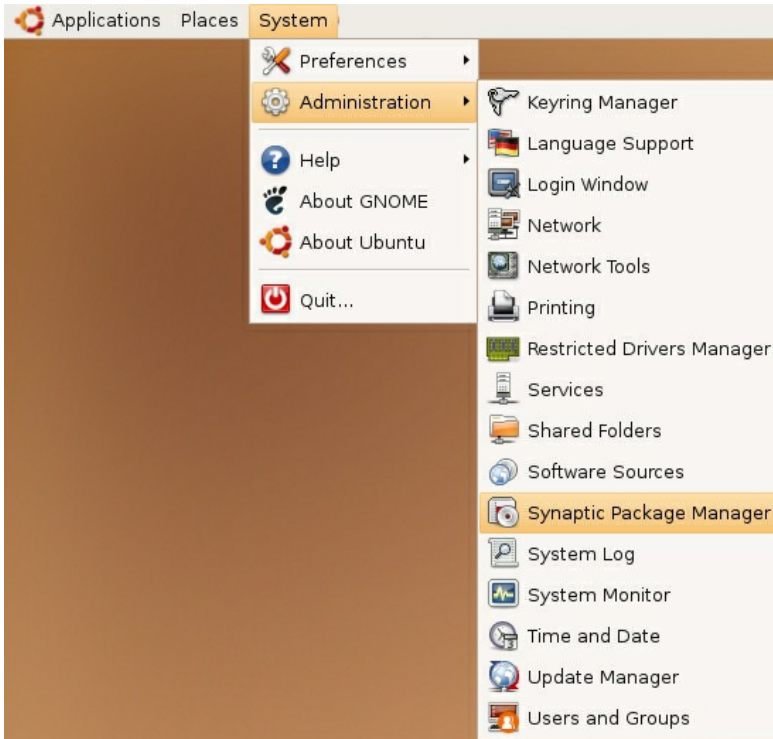 Applications Places System
Preferences
Administration
Help
About GNOME
About Ubuntu
Quit...
Keyring Manager
Language Support
Login Window
Network
Network Tools
Printing
Restricted Drivers Manager
Services
Shared Folders
Software Sources
Synaptic Package Manager
System Log
System Monitor
Time and Date
Update Manager
Users and Groups